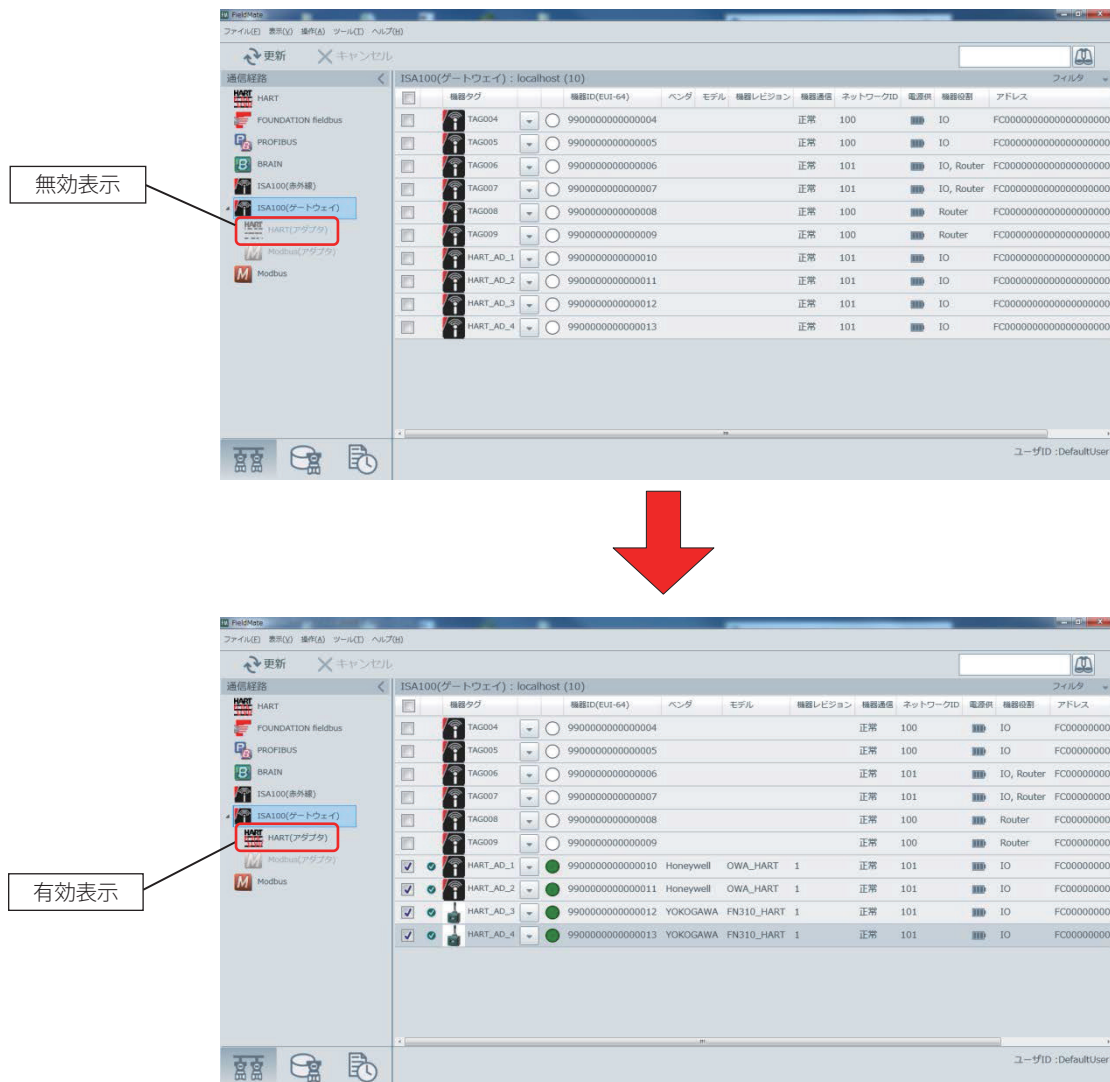 FieldMate
ファイル(F) 表示(V) 操作(A) ツール(T) ヘルプ(H)
更新 キャンセル
通信経路 ISA100(ゲートウェイ) : localhost (10) フィルタ
HART
FOUNDATION fieldbus
PROFIBUS
BRAIN
ISA100(赤外線)
ISA100(ゲートウェイ)
HART(アダプタ)
Modbus(アダプタ)
Modbus
無効表示
機器タグ 機器ID(EUI-64) ベンダ モデル 機器レビジョン 機器通信 ネットワークID 電源供 機器役割 アドレス
TAG004 9900000000000004 正常 100 IO FC0000000000000000000
TAG005 9900000000000005 正常 100 IO FC0000000000000000000
TAG006 9900000000000006 正常 101 IO, Router FC0000000000000000000
TAG007 9900000000000007 正常 101 IO, Router FC0000000000000000000
TAG008 9900000000000008 正常 100 Router FC0000000000000000000
TAG009 9900000000000009 正常 100 Router FC0000000000000000000
HART_AD_1 9900000000000010 正常 101 IO FC0000000000000000000
HART_AD_2 9900000000000011 正常 101 IO FC0000000000000000000
HART_AD_3 9900000000000012 正常 101 IO FC0000000000000000000
HART_AD_4 9900000000000013 正常 101 IO FC0000000000000000000
ユーザID :DefaultUser
FieldMate
ファイル(F) 表示(V) 操作(A) ツール(T) ヘルプ(H)
更新 キャンセル
通信経路 ISA100(ゲートウェイ) : localhost (10) フィルタ
HART
FOUNDATION fieldbus
PROFIBUS
BRAIN
ISA100(赤外線)
ISA100(ゲートウェイ)
HART(アダプタ)
Modbus(アダプタ)
Modbus
有効表示
機器タグ 機器ID(EUI-64) ベンダ モデル 機器レビジョン 機器通信 ネットワークID 電源供 機器役割 アドレス
TAG004 9900000000000004 正常 100 IO FC00000000
TAG005 9900000000000005 正常 100 IO FC00000000
TAG006 9900000000000006 正常 101 IO, Router FC00000000
TAG007 9900000000000007 正常 101 IO, Router FC00000000
TAG008 9900000000000008 正常 100 Router FC00000000
TAG009 9900000000000009 正常 100 Router FC00000000
HART_AD_1 9900000000000010 Honeywell OWA_HART 1 正常 101 IO FC00000000
HART_AD_2 9900000000000011 Honeywell OWA_HART 1 正常 101 IO FC00000000
HART_AD_3 9900000000000012 YOKOGAWA FN310_HART 1 正常 101 IO FC00000000
HART_AD_4 9900000000000013 YOKOGAWA FN310_HART 1 正常 101 IO FC00000000
ユーザID :DefaultUser